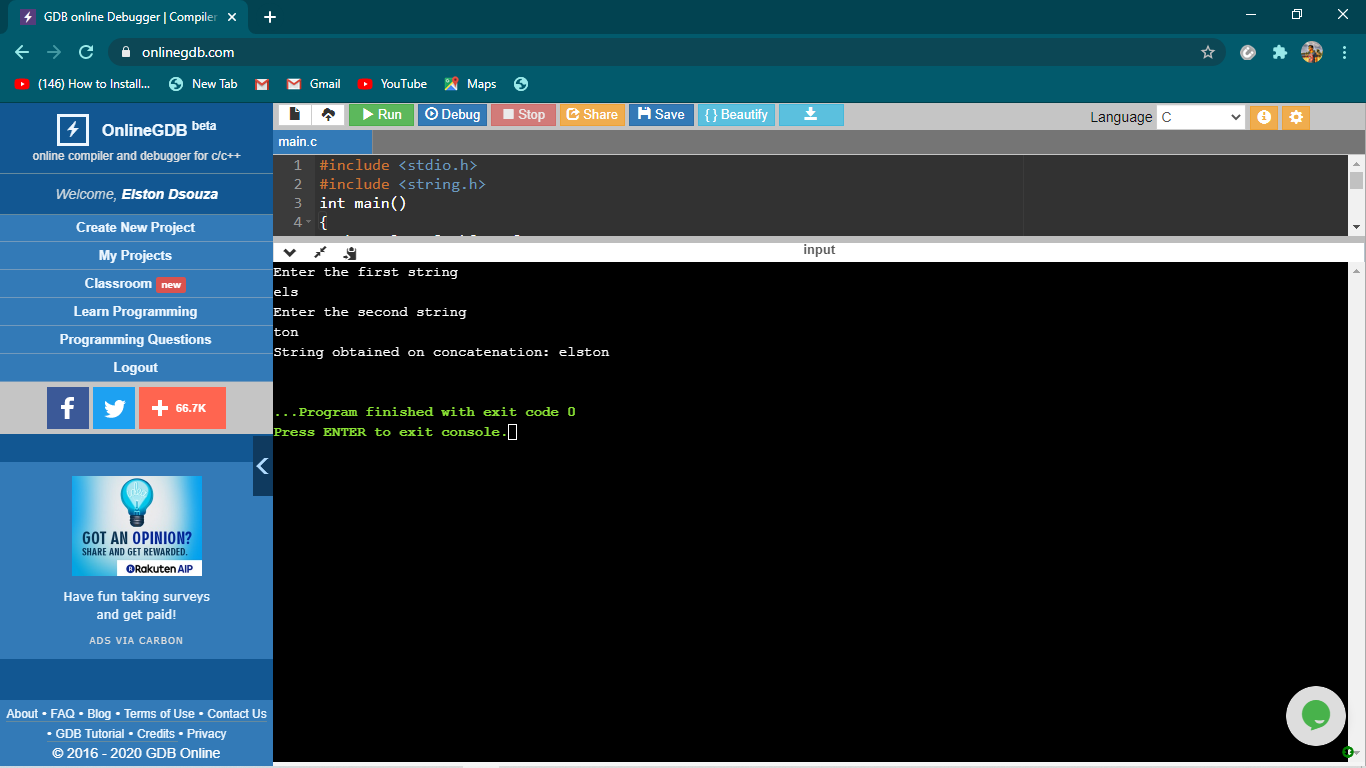 GDB online Debugger | Compiler
onlinegdb.com
(146) How to Install... New Tab Gmail YouTube Maps
OnlineGDB beta
online compiler and debugger for c/c++
Welcome, Elston Dsouza
Create New Project
My Projects
Classroom new
Learn Programming
Programming Questions
Logout
66.7K
GOT AN OPINION?
SHARE AND GET REWARDED.
Rakuten AIP
Have fun taking surveys
and get paid!
ADS VIA CARBON
About • FAQ • Blog • Terms of Use • Contact Us
• GDB Tutorial • Credits • Privacy
© 2016 - 2020 GDB Online
Run Debug Stop Share Save { } Beautify
Language C
main.c
1 #include <stdio.h>
2 #include <string.h>
3 int main()
4 {
input
Enter the first string
els
Enter the second string
ton
String obtained on concatenation: elston
...Program finished with exit code 0
Press ENTER to exit console.